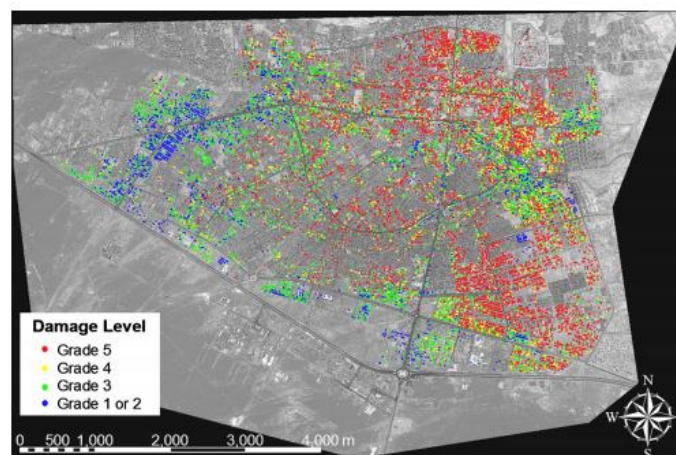 Damage Level
Grade 5
Grade 4
Grade 3
Grade 1 or 2
0 500 1,000 2,000 3,000 4,000 m
N
W
S